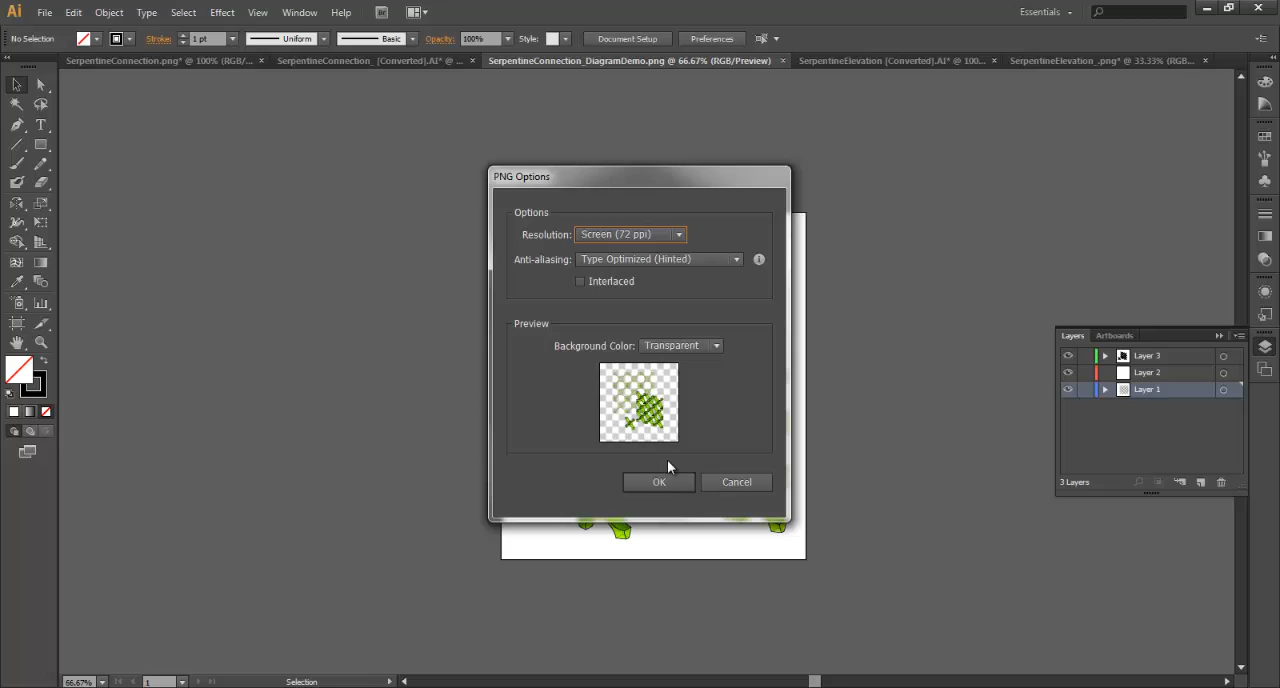 Ai File Edit Object Type Select Effect View Window Help Br Essentials
No Selection Stroke: 1 pt Uniform Basic Opacity: 100% Style: Document Setup Preferences
SerpentineConnection.png* @ 100% (RGB/... SerpentineConnection_ [Converted].AI* @ ... SerpentineConnection_DiagramDemo.png @ 66.67% (RGB/Preview) SerpentineElevation [Converted].AI* @ 100... SerpentineElevation_.png* @ 33.33% (RGB...
PNG Options
Options
Resolution: Screen (72 ppi)
Anti-aliasing: Type Optimized (Hinted)
Interlaced
Preview
Background Color: Transparent
OK Cancel
Layers Artboards
Layer 3
Layer 2
Layer 1
3 Layers
66.67% 1 Selection